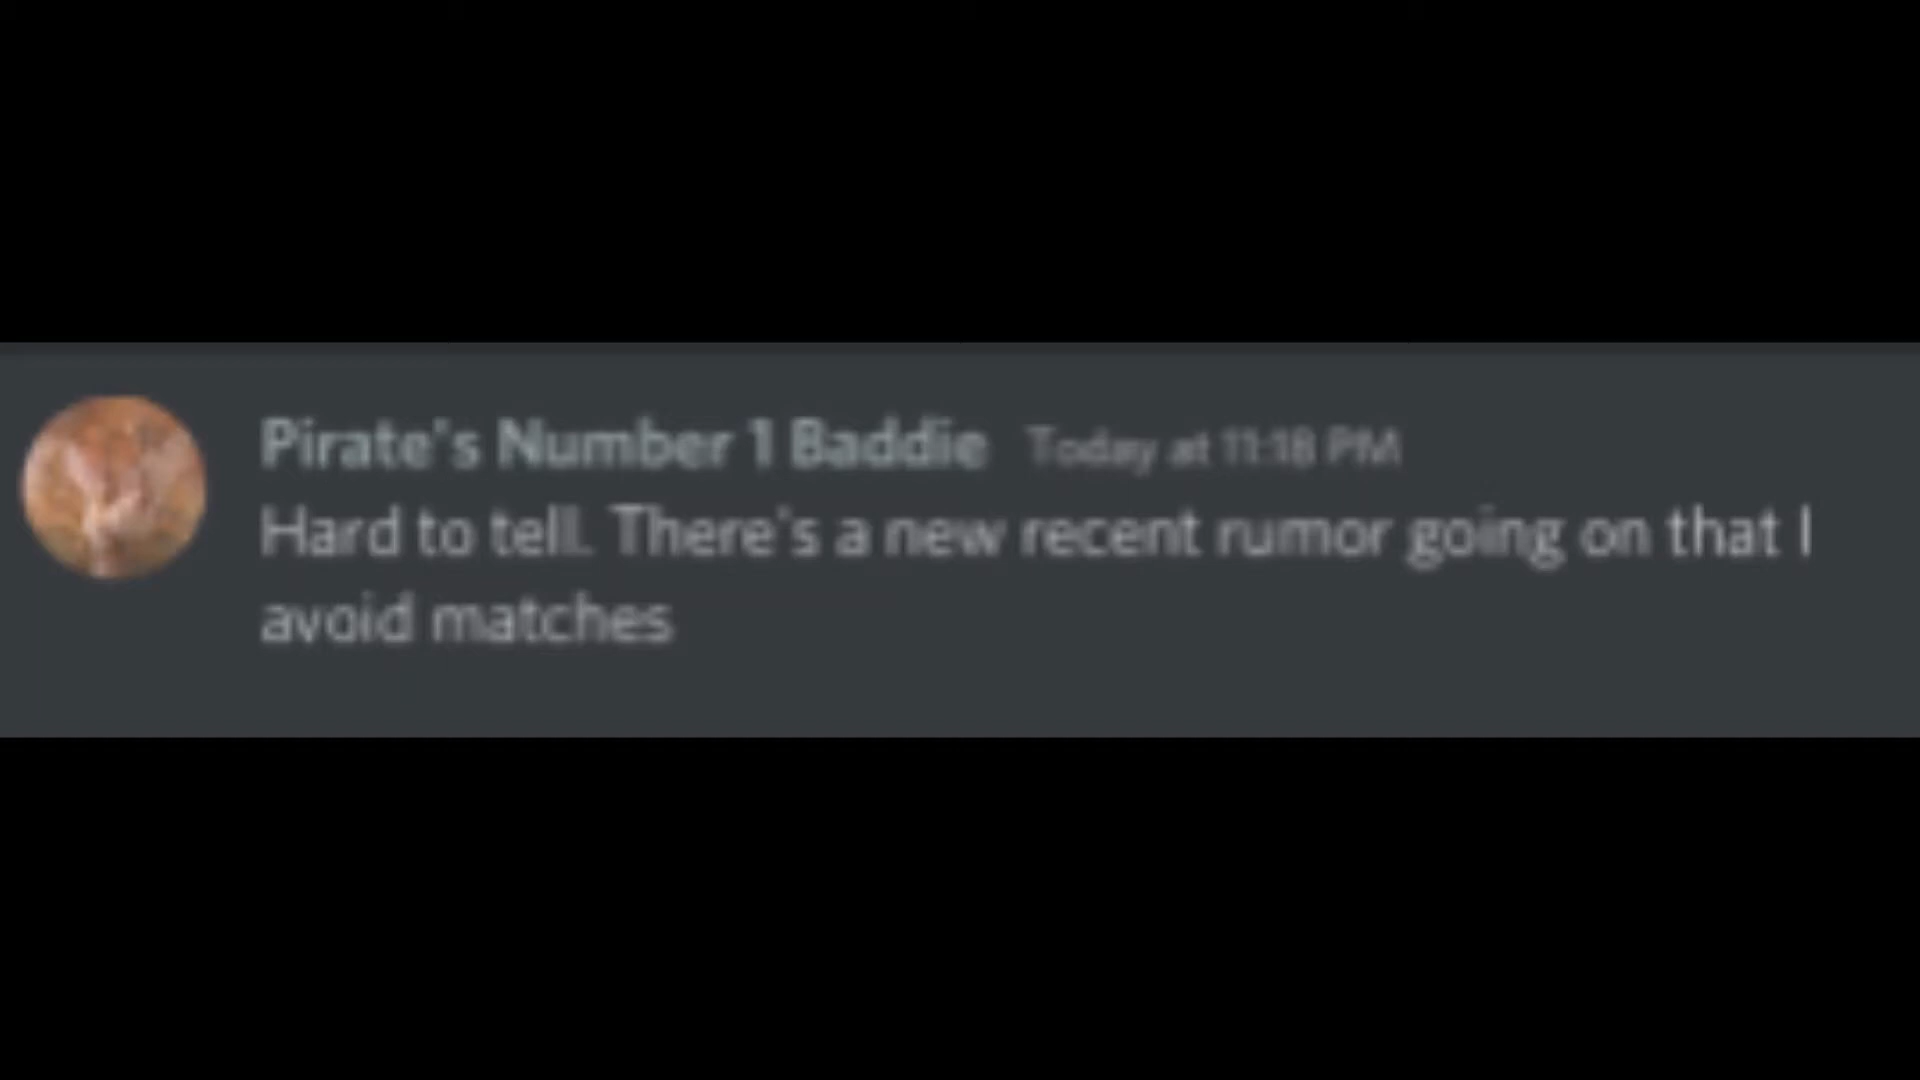 Pirate's Number 1 Baddie Today at 11:18 PM
Hard to tell. There's a new recent rumor going on that I
avoid matches